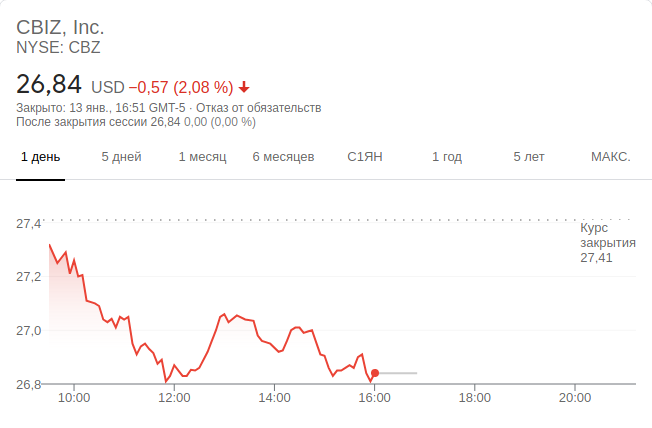 CBIZ, Inc.
NYSE: CBZ
26,84 USD −0,57 (2,08 %)
Закрыто: 13 янв., 16:51 GMT-5 · Отказ от обязательств
После закрытия сессии 26,84 0,00 (0,00 %)
1 день 5 дней 1 месяц 6 месяцев С1ЯН 1 год 5 лет МАКС.
27,4
Курс
закрытия
27,41
27,2
27,0
26,8
10:00 12:00 14:00 16:00 18:00 20:00